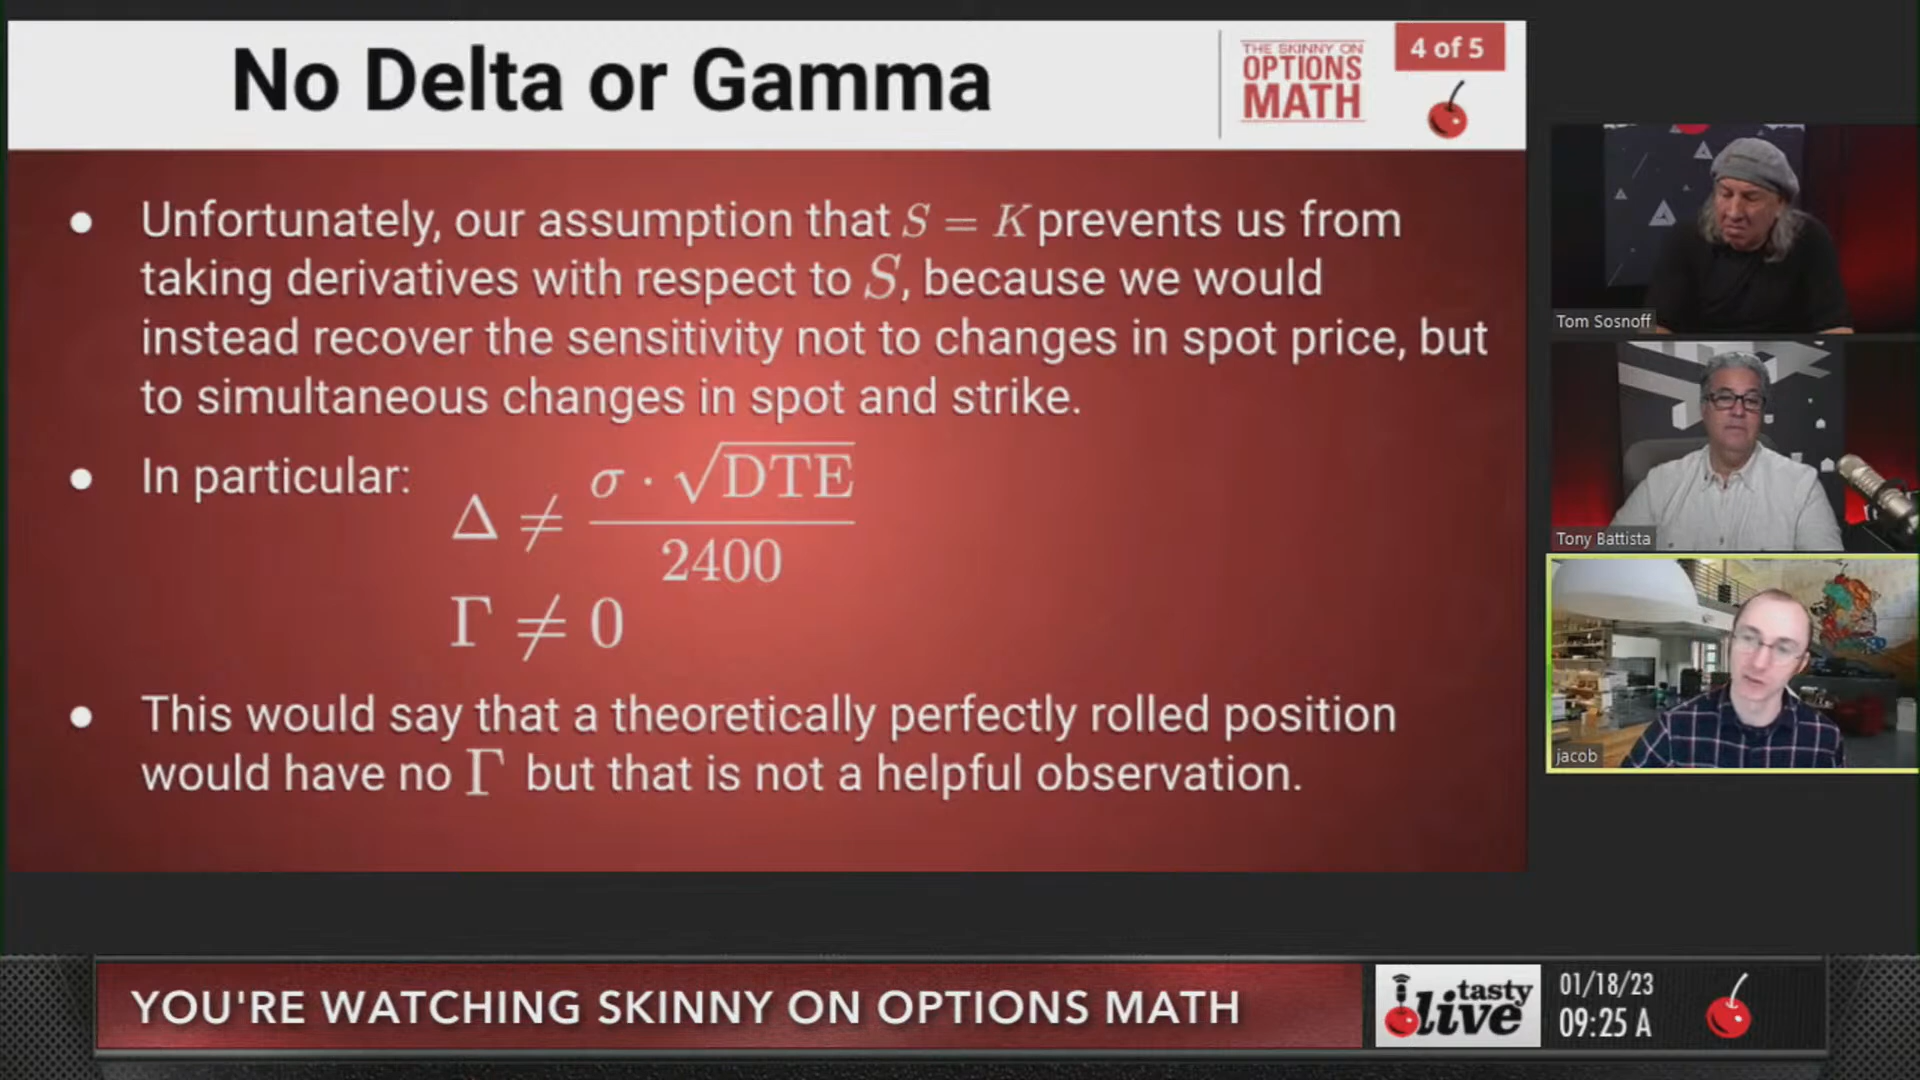 No Delta or Gamma
THE SKINNY ON
OPTIONS
MATH
4 of 5
Unfortunately, our assumption that S = K prevents us from
taking derivatives with respect to S, because we would
instead recover the sensitivity not to changes in spot price, but
to simultaneous changes in spot and strike.
In particular:
Δ ≠ σ · √DTE / 2400
Γ ≠ 0
This would say that a theoretically perfectly rolled position
would have no Γ but that is not a helpful observation.
Tom Sosnoff
Tony Battista
jacob
YOU'RE WATCHING SKINNY ON OPTIONS MATH
tasty
live
01/18/23
09:25 A